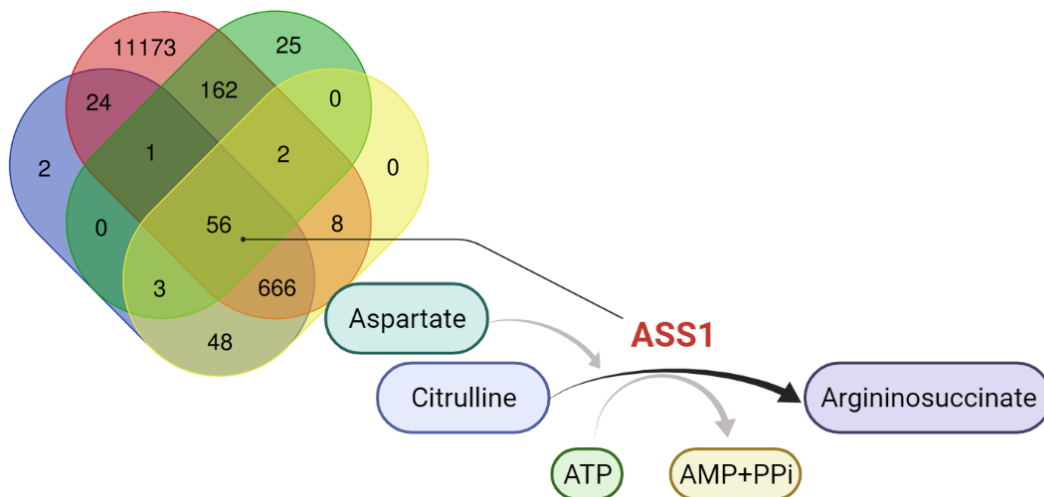 11173
25
24
162
0
2
1
2
0
0
56
8
3
666
48
Aspartate
ASS1
Citrulline
Argininosuccinate
ATP
AMP+PPi